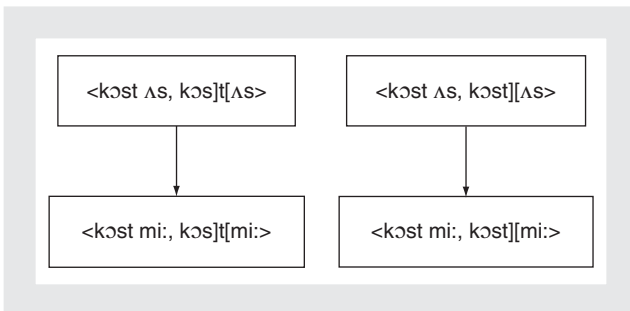 <kɔst ʌs, kɔs]t[ʌs>
<kɔst ʌs, kɔst][ʌs>
<kɔst mi:, kɔs]t[mi:>
<kɔst mi:, kɔst][mi:>